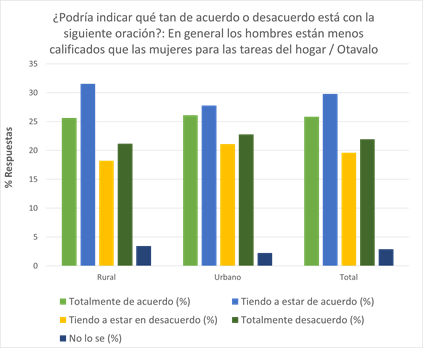 ¿Podría indicar qué tan de acuerdo o desacuerdo está con la
siguiente oración?: En general los hombres están menos
calificados que las mujeres para las tareas del hogar / Otavalo
35
30
25
20
15
10
5
0
% Respuestas
Rural Urbano Total
Totalmente de acuerdo (%) Tiendo a estar de acuerdo (%)
Tiendo a estar en desacuerdo (%) Totalmente desacuerdo (%)
No lo se (%)